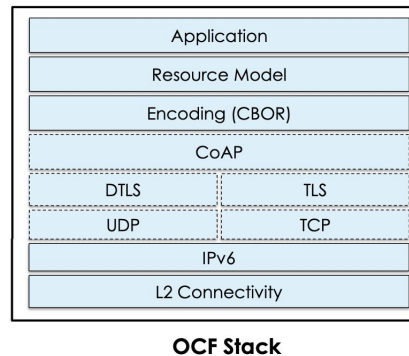 Application
Resource Model
Encoding (CBOR)
CoAP
DTLS TLS
UDP TCP
IPv6
L2 Connectivity
OCF Stack